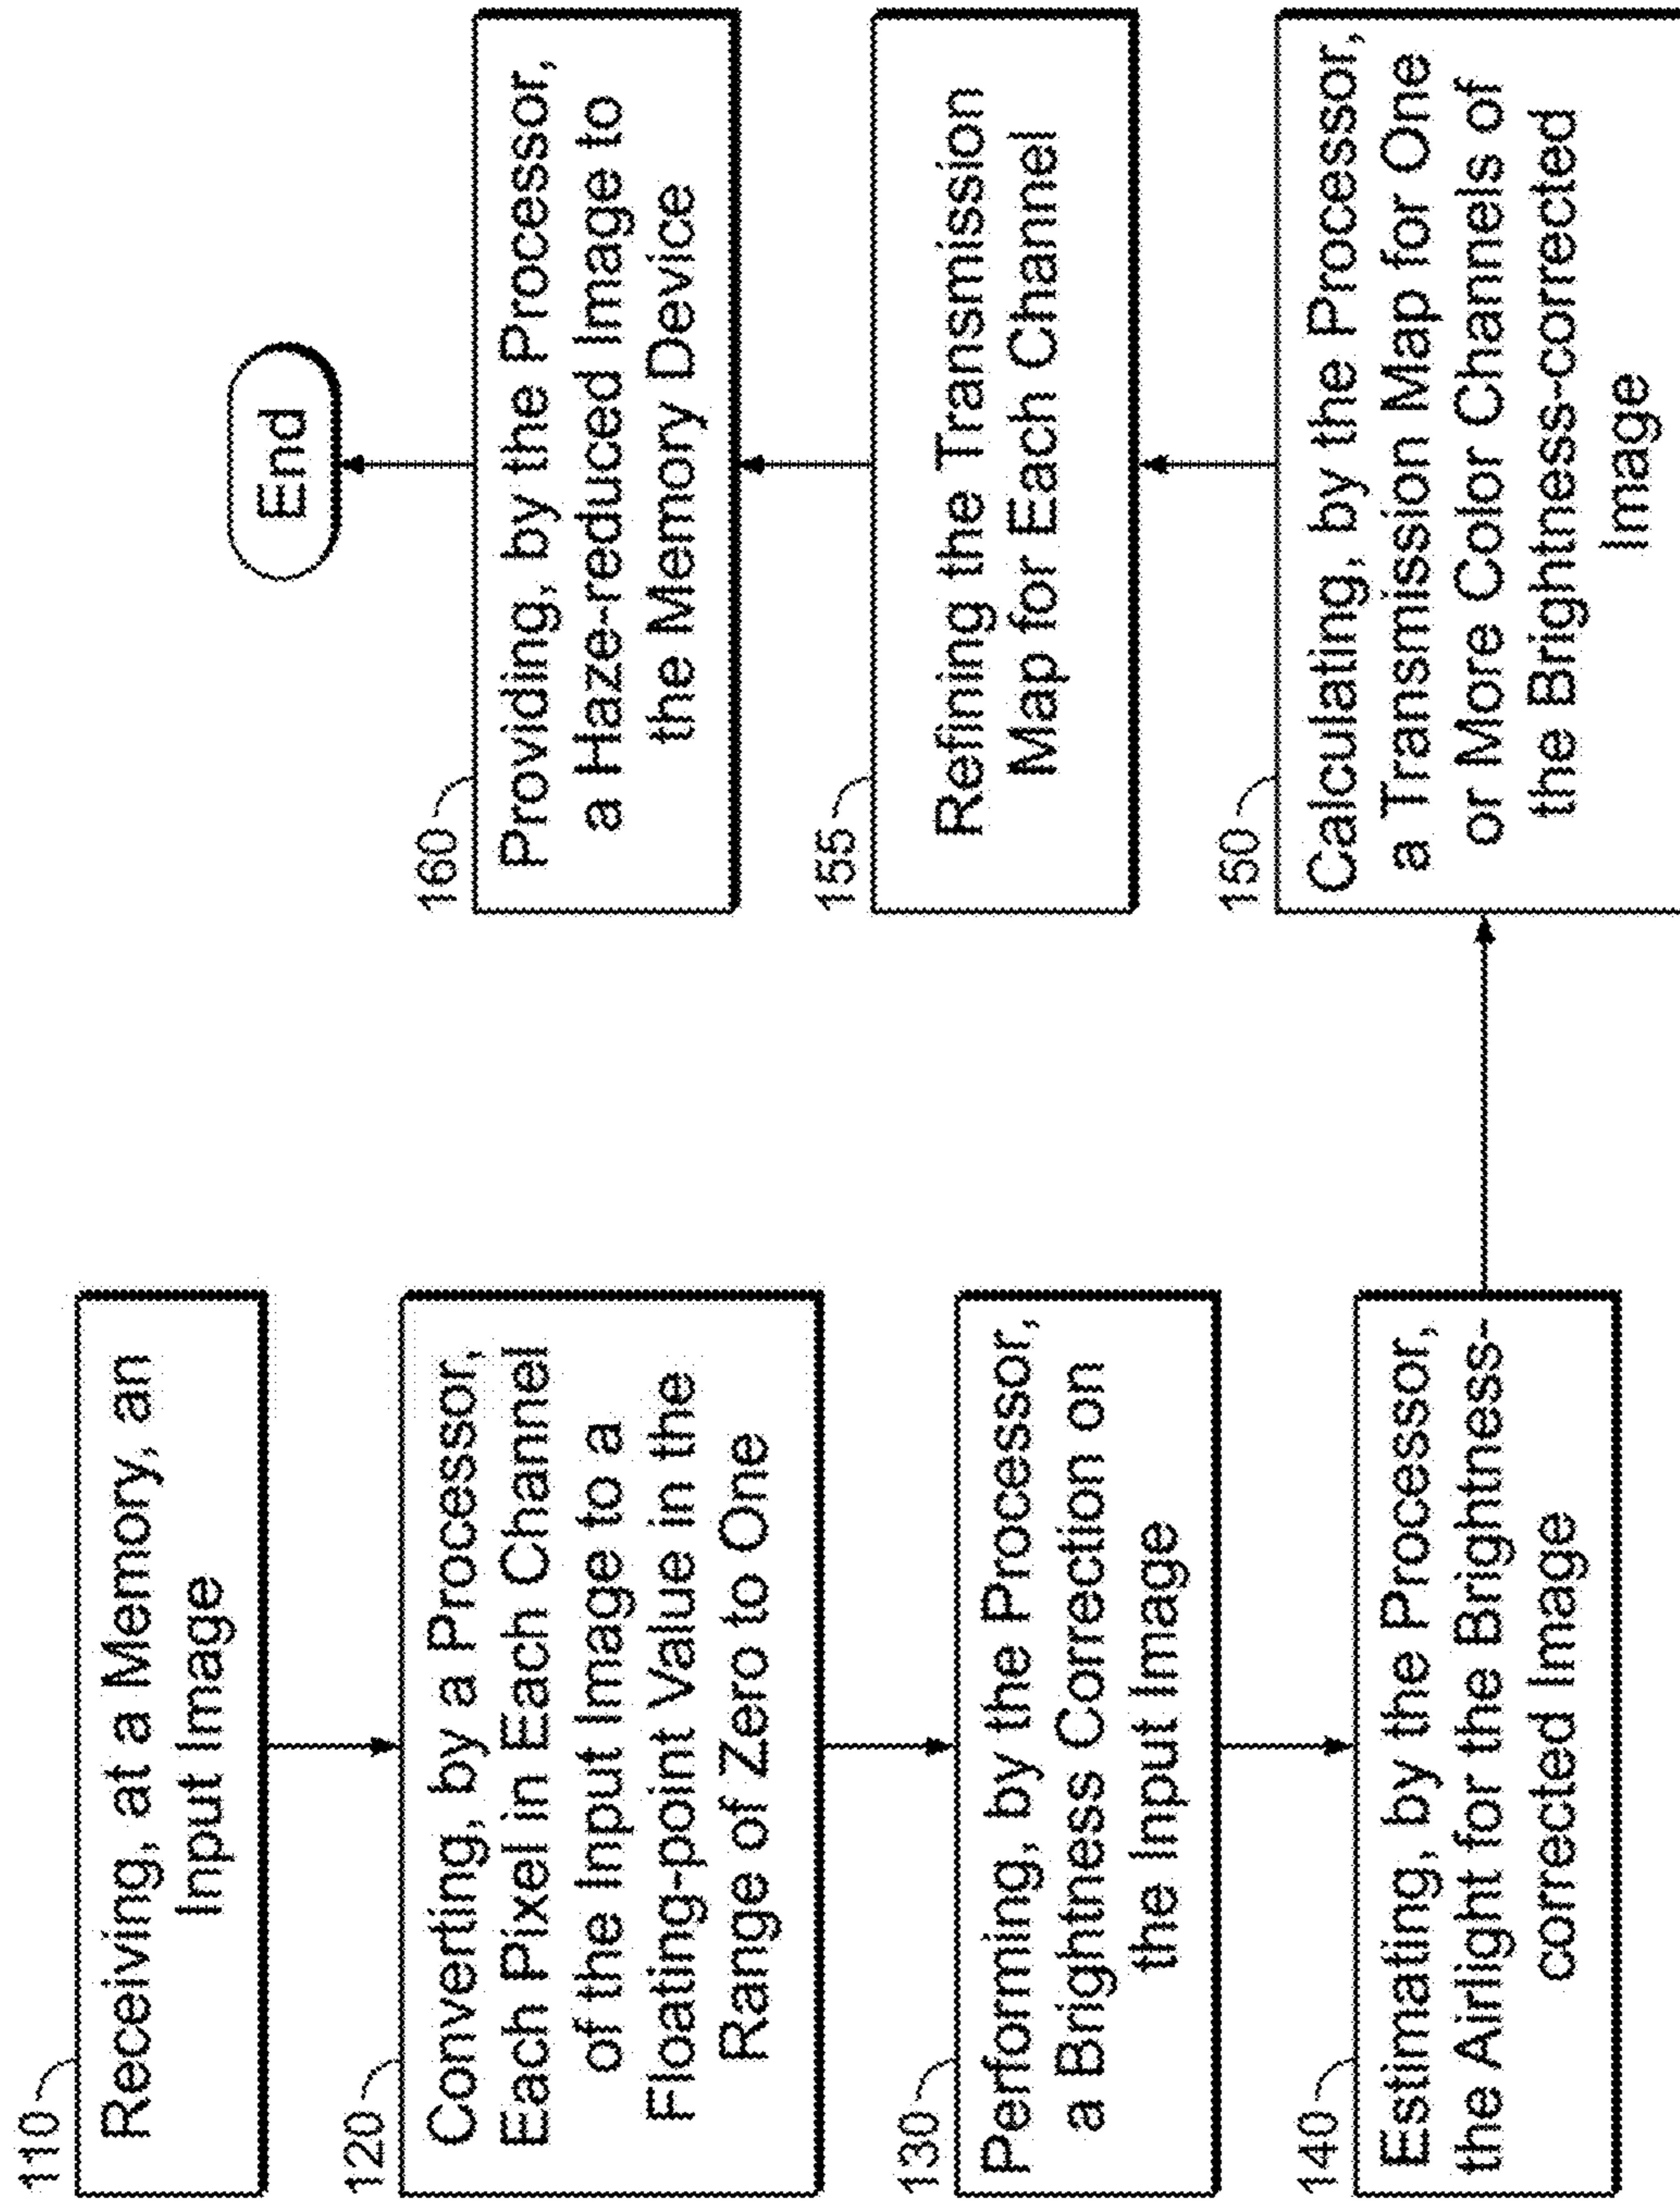 110
Receiving, at a Memory, an
Input Image
120
Converting, by a Processor,
Each Pixel in Each Channel
of the Input Image to a
Floating-point Value in the
Range of Zero to One
130
Performing, by the Processor,
a Brightness Correction on
the Input Image
140
Estimating, by the Processor,
the Airlight for the Brightness-
corrected Image
150
Calculating, by the Processor,
a Transmission Map for One
or More Color Channels of
the Brightness-corrected
Image
155
Refining the Transmission
Map for Each Channel
160
Providing, by the Processor,
a Haze-reduced Image to
the Memory Device
End